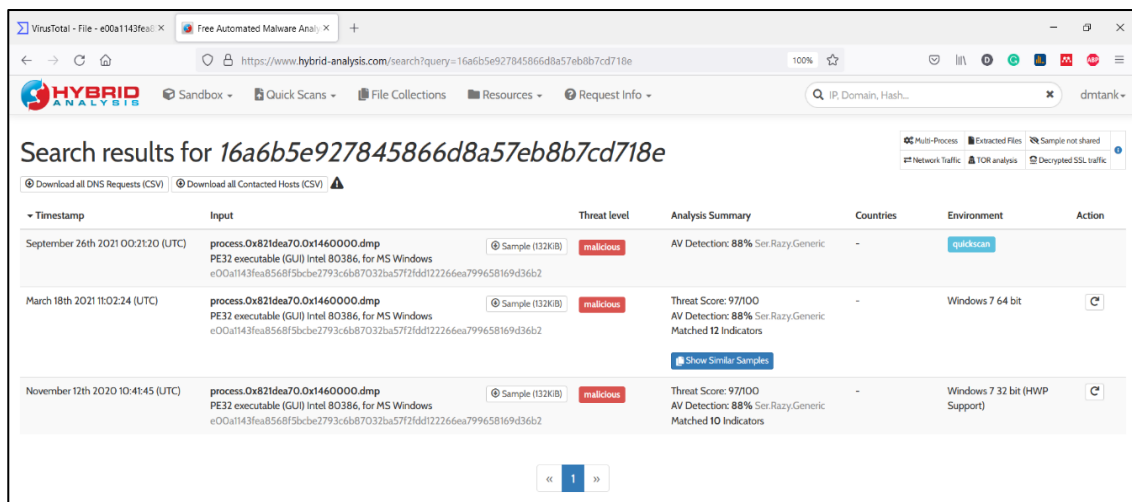 VirusTotal - File - e00a1143fea8
Free Automated Malware Analy
https://www.hybrid-analysis.com/search?query=16a6b5e927845866d8a57eb8b7cd718e
100%
HYBRID
ANALYSIS
Sandbox
Quick Scans
File Collections
Resources
Request Info
IP, Domain, Hash...
dmtank
Search results for 16a6b5e927845866d8a57eb8b7cd718e
Multi-Process Extracted Files Sample not shared
Network Traffic TOR analysis Decrypted SSL traffic
Download all DNS Requests (CSV) Download all Contacted Hosts (CSV)
Timestamp Input Threat level Analysis Summary Countries Environment Action
September 26th 2021 00:21:20 (UTC) process.0x821dea70.0x1460000.dmp Sample (132KiB) malicious AV Detection: 88% Ser.Razy.Generic - quickscan
PE32 executable (GUI) Intel 80386, for MS Windows
e00a1143fea8568f5bcbe2793c6b87032ba57f2fdd122266ea799658169d36b2
March 18th 2021 11:02:24 (UTC) process.0x821dea70.0x1460000.dmp Sample (132KiB) malicious Threat Score: 97/100 - Windows 7 64 bit
PE32 executable (GUI) Intel 80386, for MS Windows AV Detection: 88% Ser.Razy.Generic
e00a1143fea8568f5bcbe2793c6b87032ba57f2fdd122266ea799658169d36b2 Matched 12 Indicators
Show Similar Samples
November 12th 2020 10:41:45 (UTC) process.0x821dea70.0x1460000.dmp Sample (132KiB) malicious Threat Score: 97/100 - Windows 7 32 bit (HWP
PE32 executable (GUI) Intel 80386, for MS Windows AV Detection: 88% Ser.Razy.Generic Support)
e00a1143fea8568f5bcbe2793c6b87032ba57f2fdd122266ea799658169d36b2 Matched 10 Indicators
« 1 »